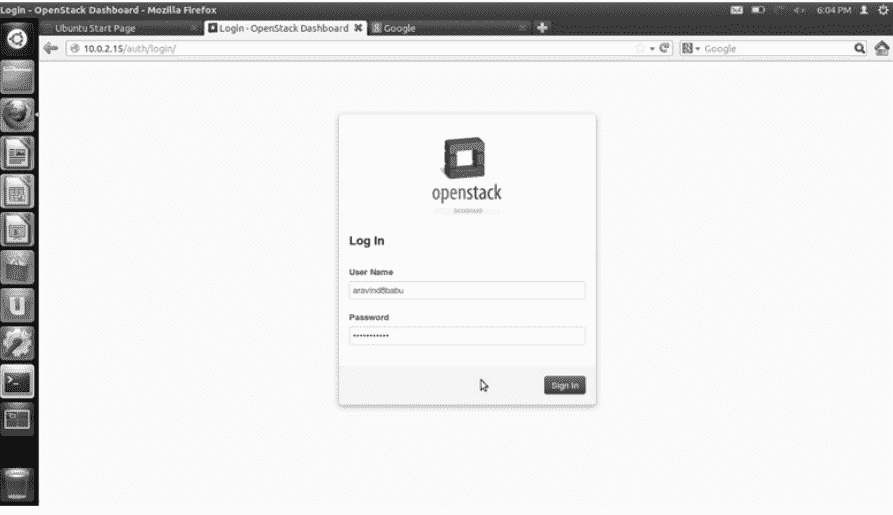 Login - OpenStack Dashboard - Mozilla Firefox
6:04 PM
Ubuntu Start Page
Login - OpenStack Dashboard
Google
10.0.2.15/auth/login/
Google
openstack
DASHBOARD
Log In
User Name
Password
•••••••••••
Sign In